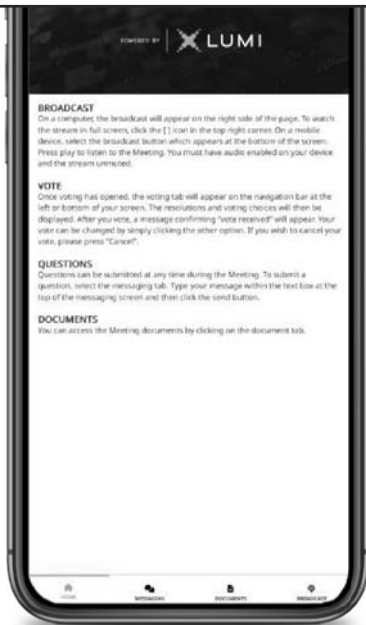 POWERED BY LUMI
BROADCAST
On a computer, the broadcast will appear on the right side of the page. To watch
the stream in full screen, click the [ ] icon in the top right corner. On a mobile
device, select the broadcast button which appears at the bottom of the screen.
Press play to listen to the Meeting. You must have audio enabled on your device
and the stream unmuted.
VOTE
Once voting has opened, the voting tab will appear on the navigation bar at the
left or bottom of your screen. The resolutions and voting choices will then be
displayed. After you vote, a message confirming "vote received" will appear. Your
vote can be changed by simply clicking the other option. If you wish to cancel your
vote, please press "Cancel".
QUESTIONS
Questions can be submitted at any time during the Meeting. To submit a
question, select the messaging tab. Type your message within the text box at the
top of the messaging screen and then click the send button.
DOCUMENTS
You can access the Meeting documents by clicking on the document tab.
HOME MESSAGING DOCUMENTS BROADCAST